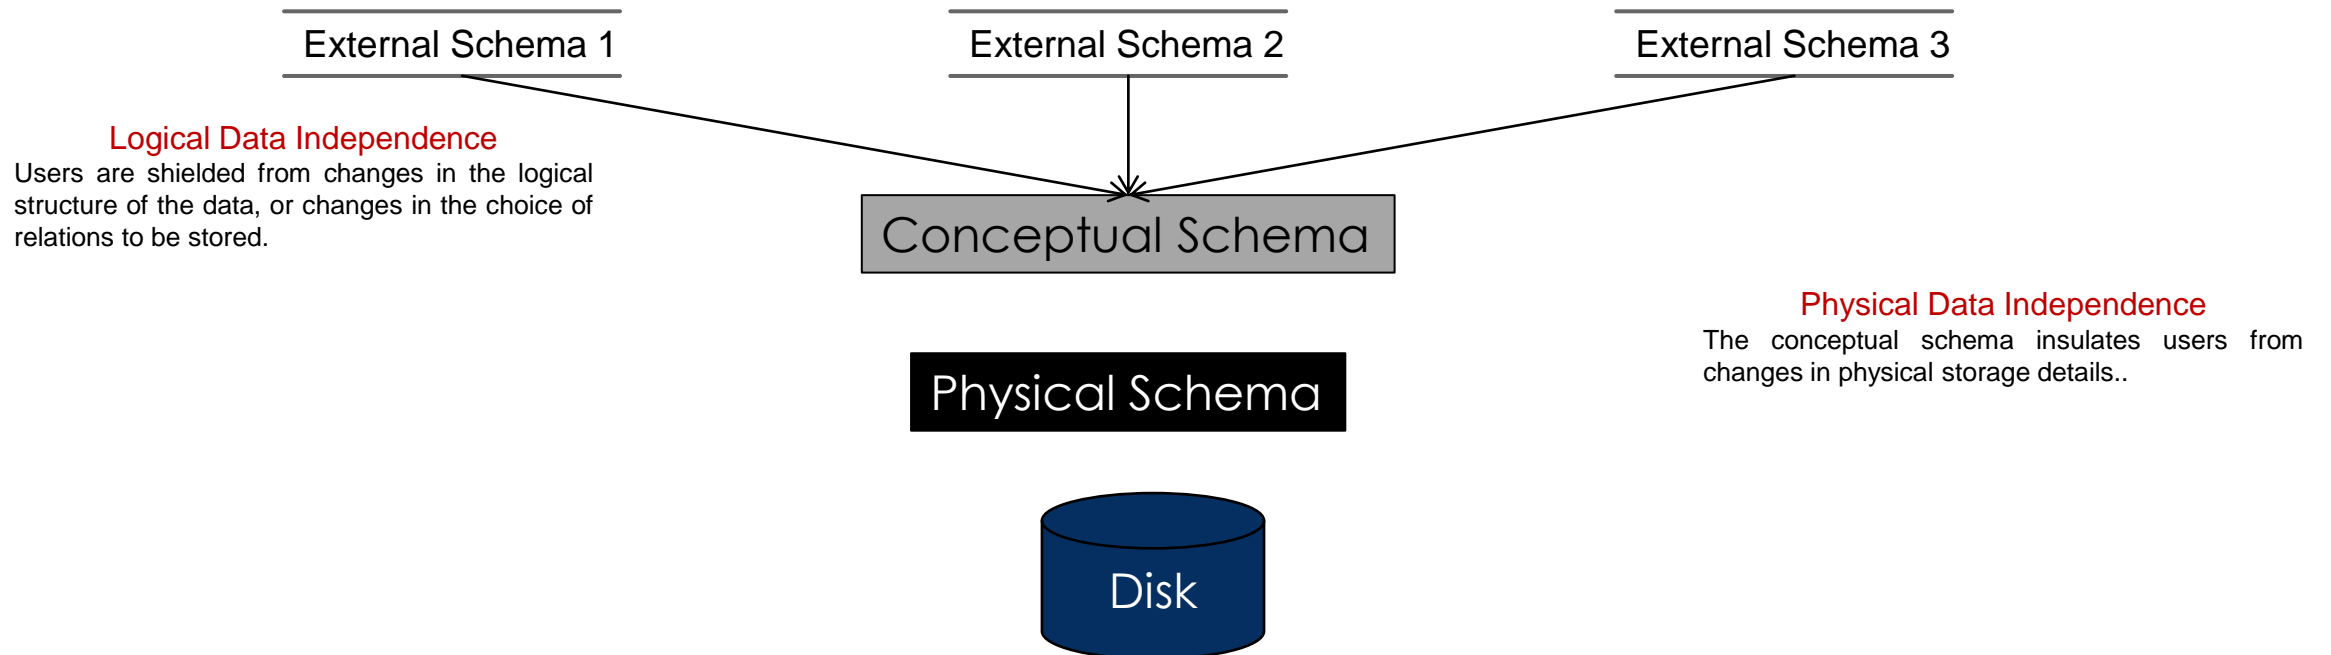 External Schema 1
External Schema 2
External Schema 3
Logical Data Independence
Users are shielded from changes in the logical
structure of the data, or changes in the choice of
relations to be stored.
Conceptual Schema
Physical Data Independence
The conceptual schema insulates users from
changes in physical storage details..
Physical Schema
Disk